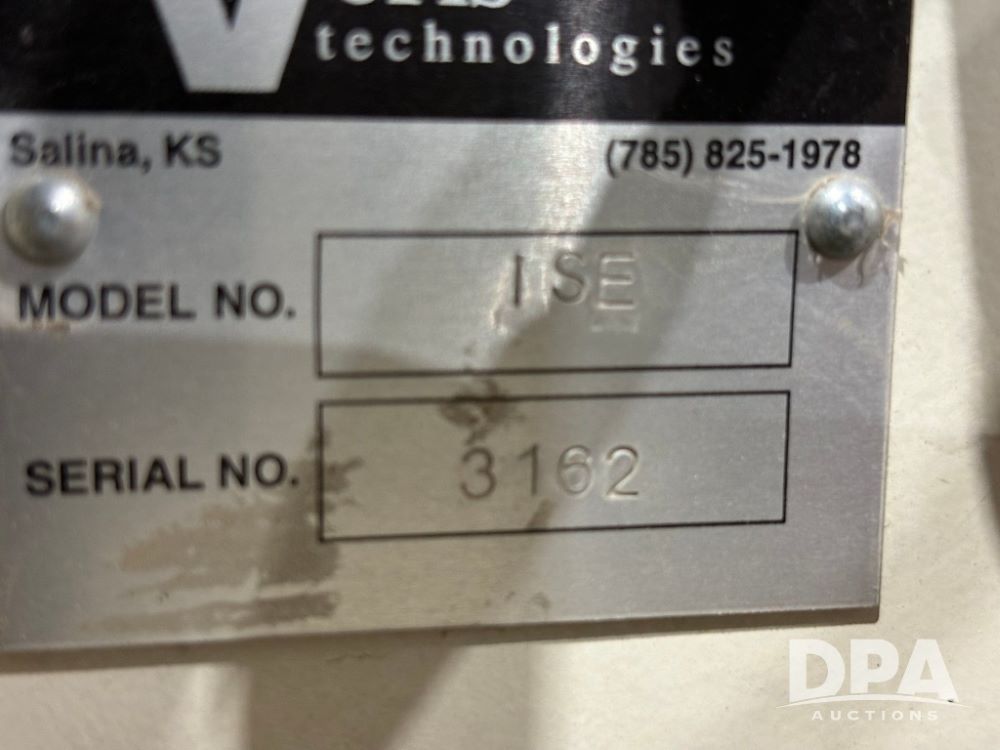 technologies
Salina, KS (785) 825-1978
MODEL NO. ISE
SERIAL NO. 3162
DPA
AUCTIONS